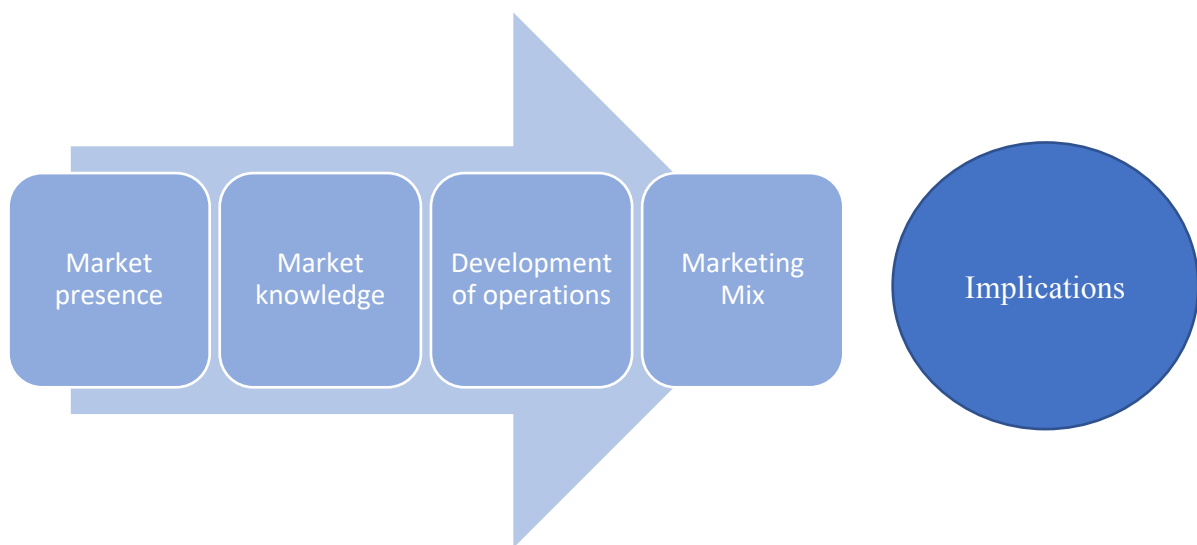 Market
presence
Market
knowledge
Development
of operations
Marketing
Mix
Implications